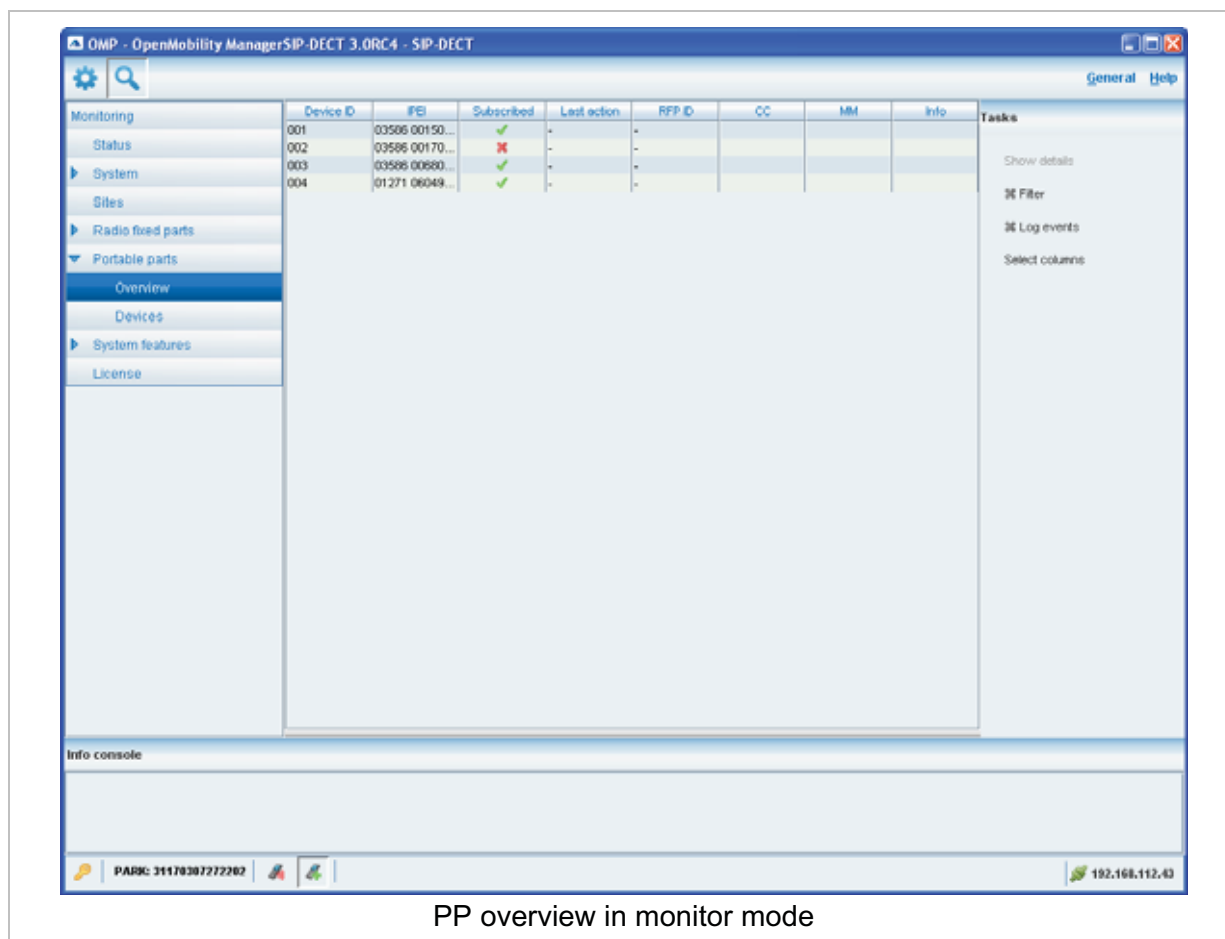 OMP - OpenMobility ManagerSIP-DECT 3.0RC4 - SIP-DECT
General Help
Monitoring
Status
System
Sites
Radio fixed parts
Portable parts
Overview
Devices
System features
License
Device ID IPEI Subscribed Last action RFP ID CC MM Info
001 03586 00150... - -
002 03586 00170... - -
003 03586 00680... - -
004 01271 06049... - -
Tasks
Show details
⌘ Filter
⌘ Log events
Select columns
Info console
PARK: 31170307272202
192.168.112.43
PP overview in monitor mode